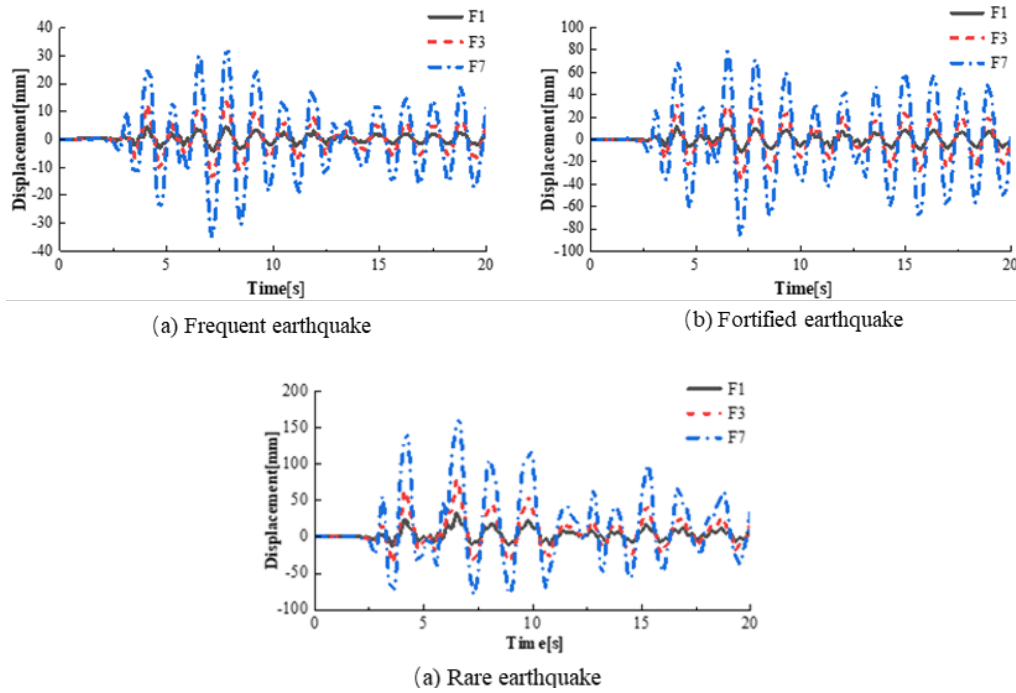 40
30
20
10
0
-10
-20
-30
-40
Displacement[mm]
0 5 10 15 20
Time[s]
F1
F3
F7
(a) Frequent earthquake
100
80
60
40
20
0
-20
-40
-60
-80
-100
Displacement[mm]
0 5 10 15 20
Time[s]
F1
F3
F7
(b) Fortified earthquake
200
150
100
50
0
-50
-100
Displacement[mm]
0 5 10 15 20
Time[s]
F1
F3
F7
(a) Rare earthquake